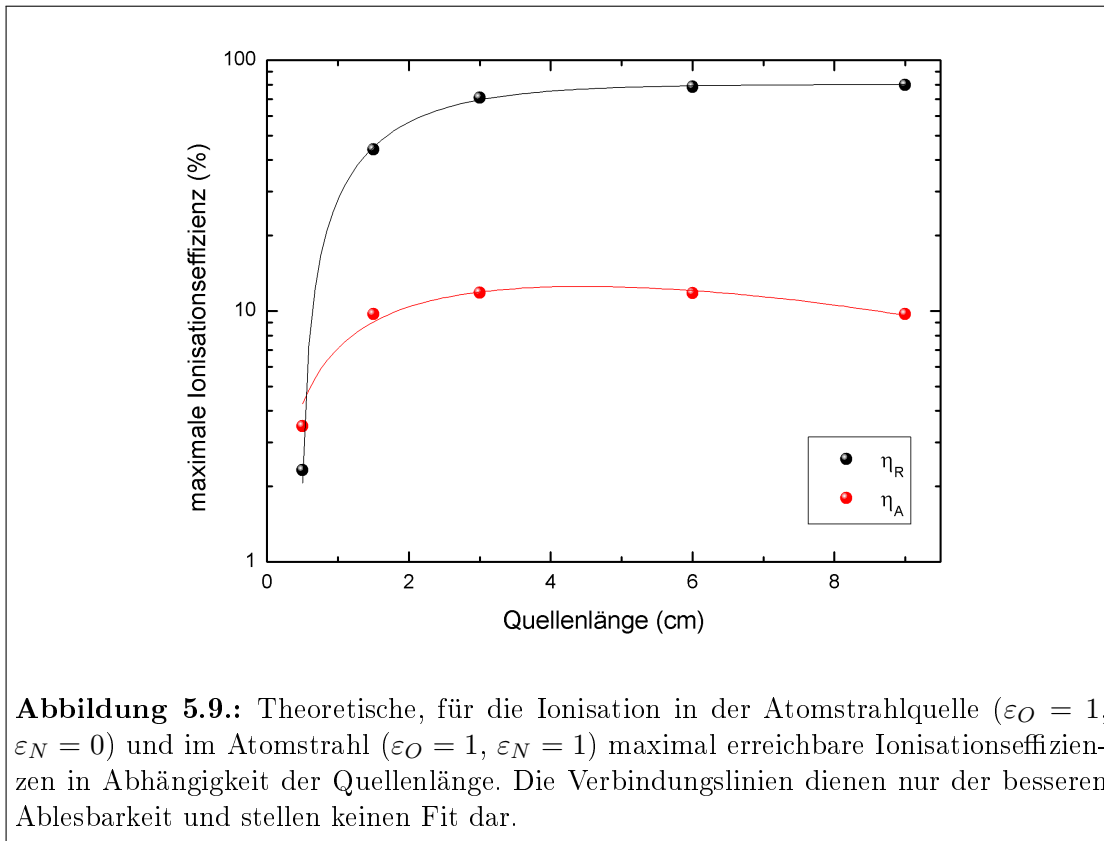 100
10
1
maximale Ionisationseffizienz (%)
0 2 4 6 8
Quellenlänge (cm)
η_R
η_A
Abbildung 5.9.: Theoretische, für die Ionisation in der Atomstrahlquelle (ε_O = 1,
ε_N = 0) und im Atomstrahl (ε_O = 1, ε_N = 1) maximal erreichbare Ionisationseffizien-
zen in Abhängigkeit der Quellenlänge. Die Verbindungslinien dienen nur der besseren
Ablesbarkeit und stellen keinen Fit dar.